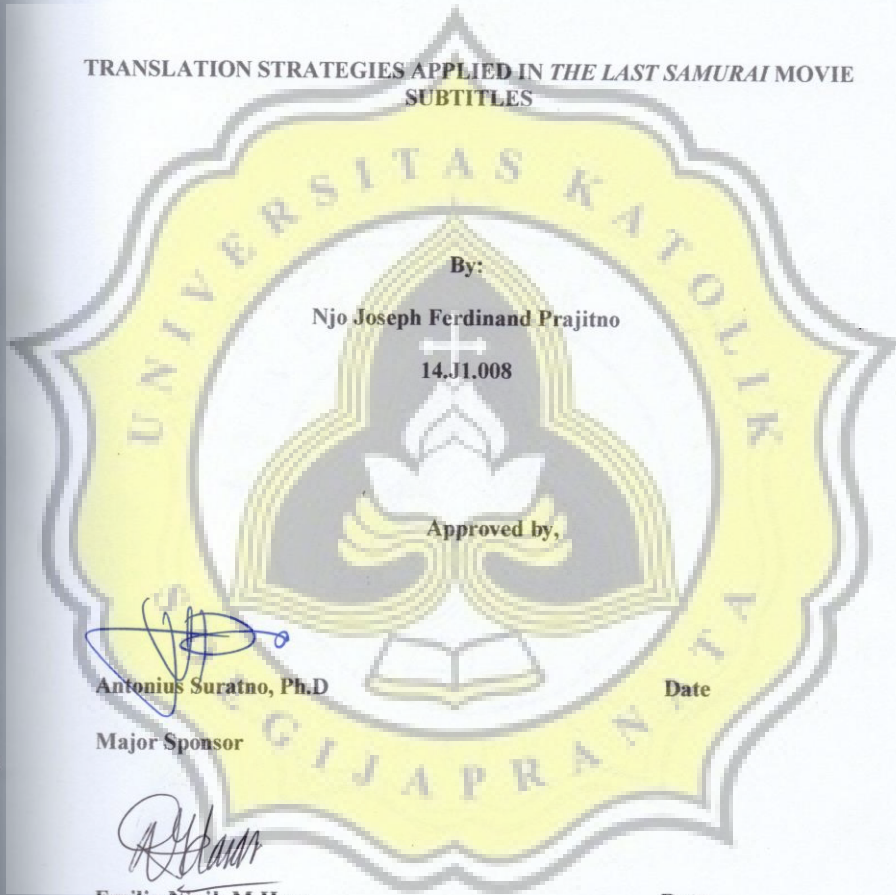 TRANSLATION STRATEGIES APPLIED IN THE LAST SAMURAI MOVIE
SUBTITLES
UNIVERSITAS KATOLIK
By:
Njo Joseph Ferdinand Prajitno
14.J1.008
Approved by,
Antonius Suratno, Ph.D Date
Major Sponsor
SOEGIJAPRANATA